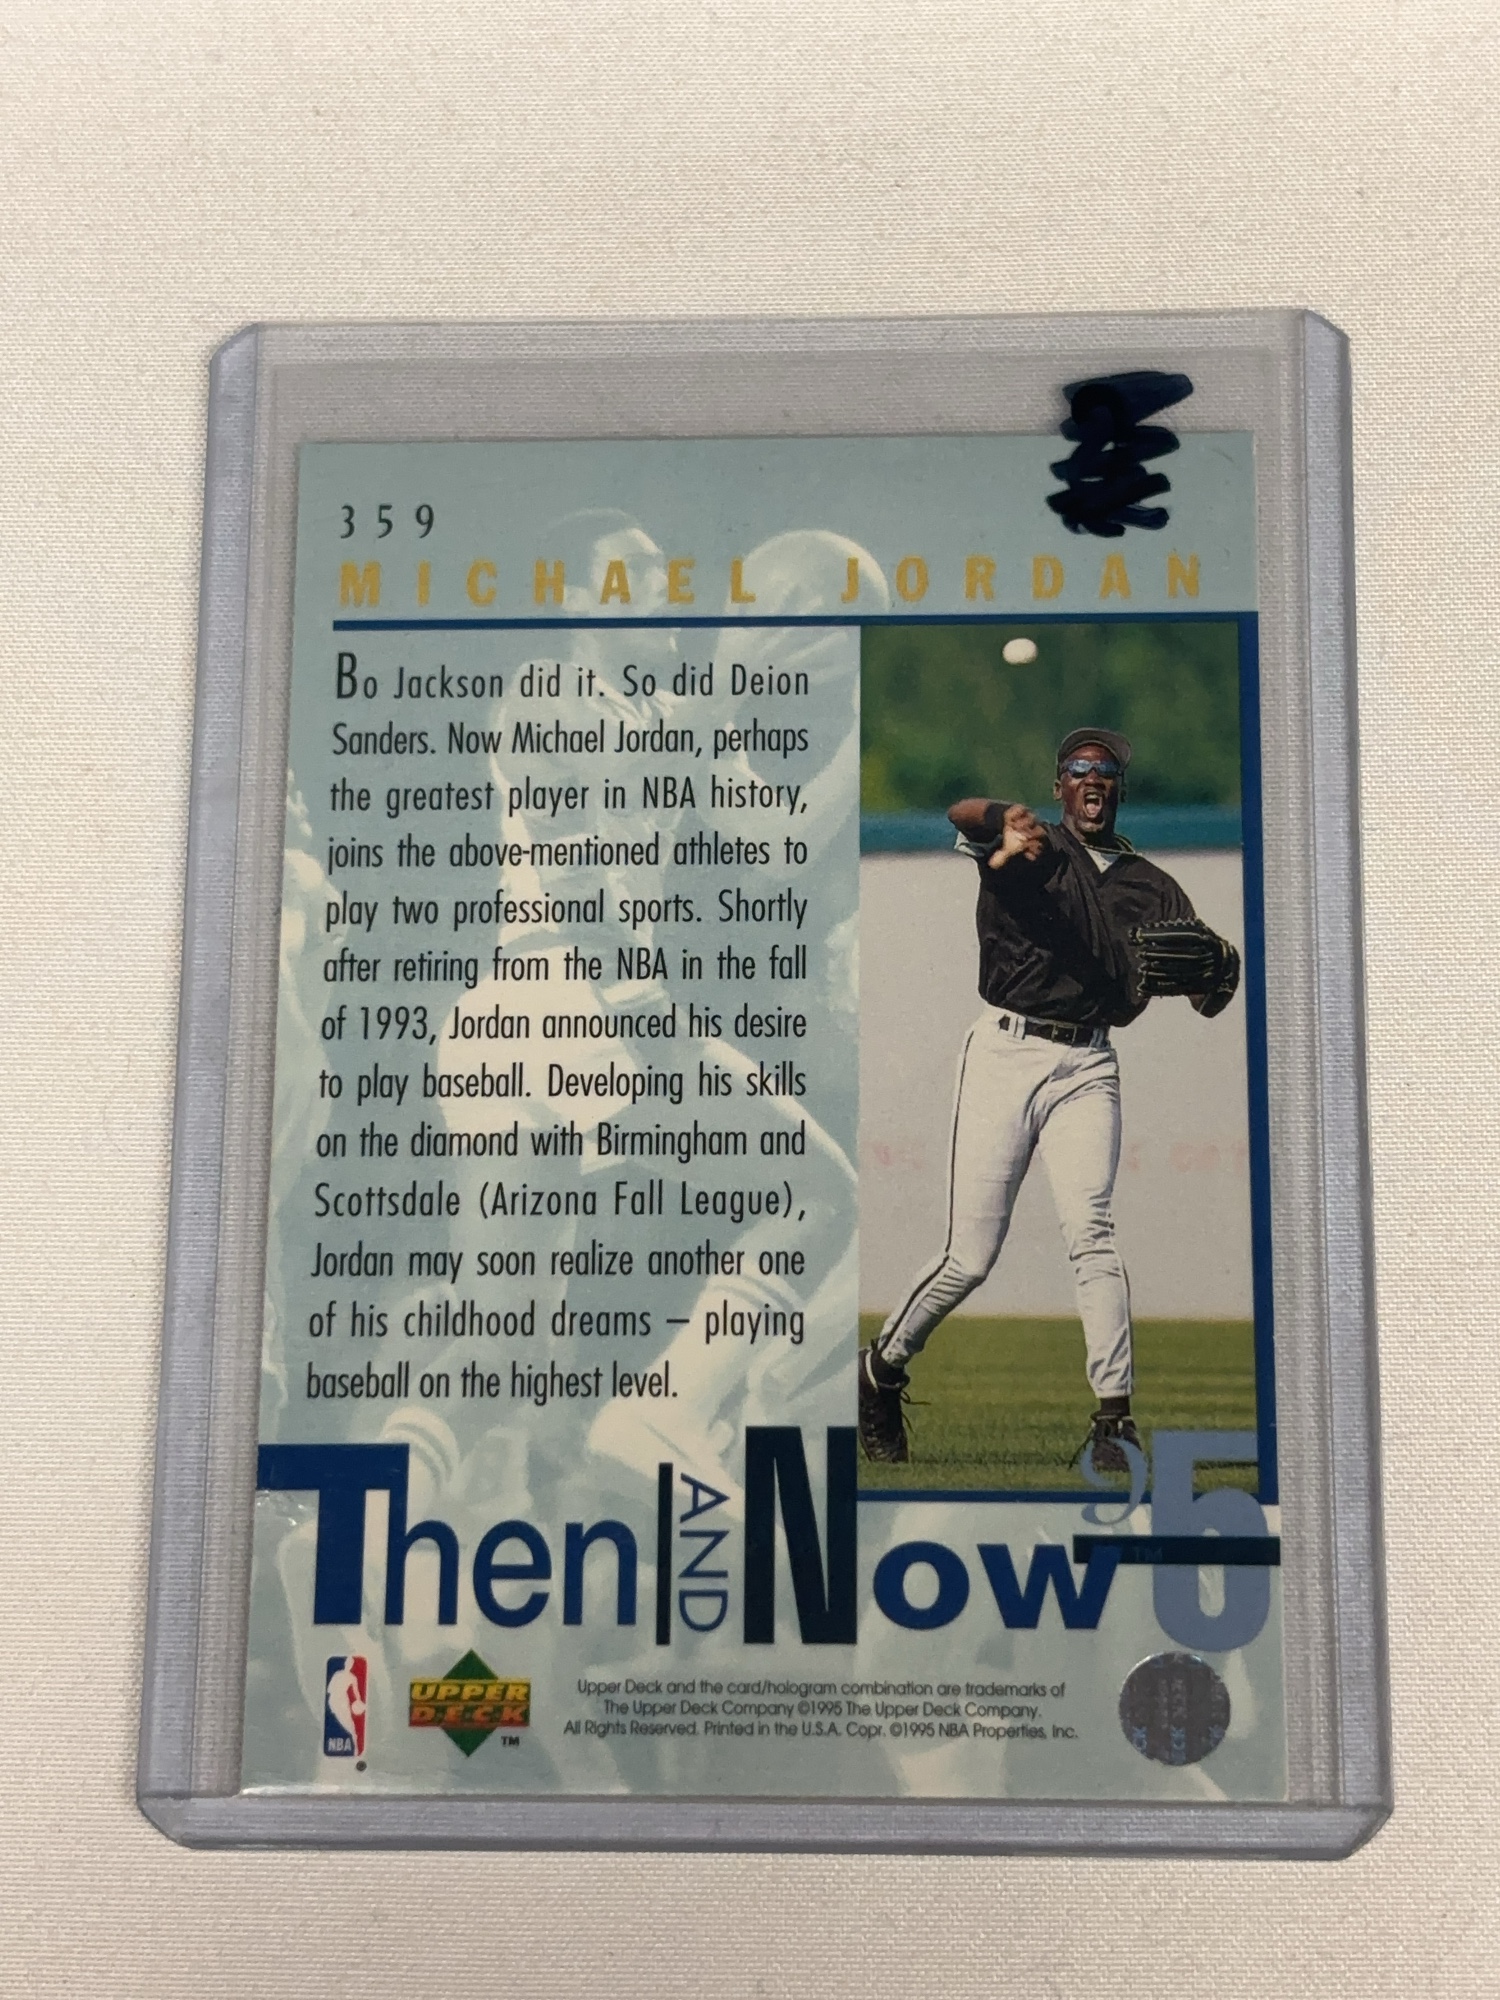 359
MICHAEL JORDAN
Bo Jackson did it. So did Deion
Sanders. Now Michael Jordan, perhaps
the greatest player in NBA history,
joins the above-mentioned athletes to
play two professional sports. Shortly
after retiring from the NBA in the fall
of 1993, Jordan announced his desire
to play baseball. Developing his skills
on the diamond with Birmingham and
Scottsdale (Arizona Fall League),
Jordan may soon realize another one
of his childhood dreams – playing
baseball on the highest level.
Then AND Now '95 ™
NBA ®
UPPER
DECK ™
Upper Deck and the card/hologram combination are trademarks of
The Upper Deck Company ©1995 The Upper Deck Company.
All Rights Reserved. Printed in the U.S.A. Copr. ©1995 NBA Properties, Inc.